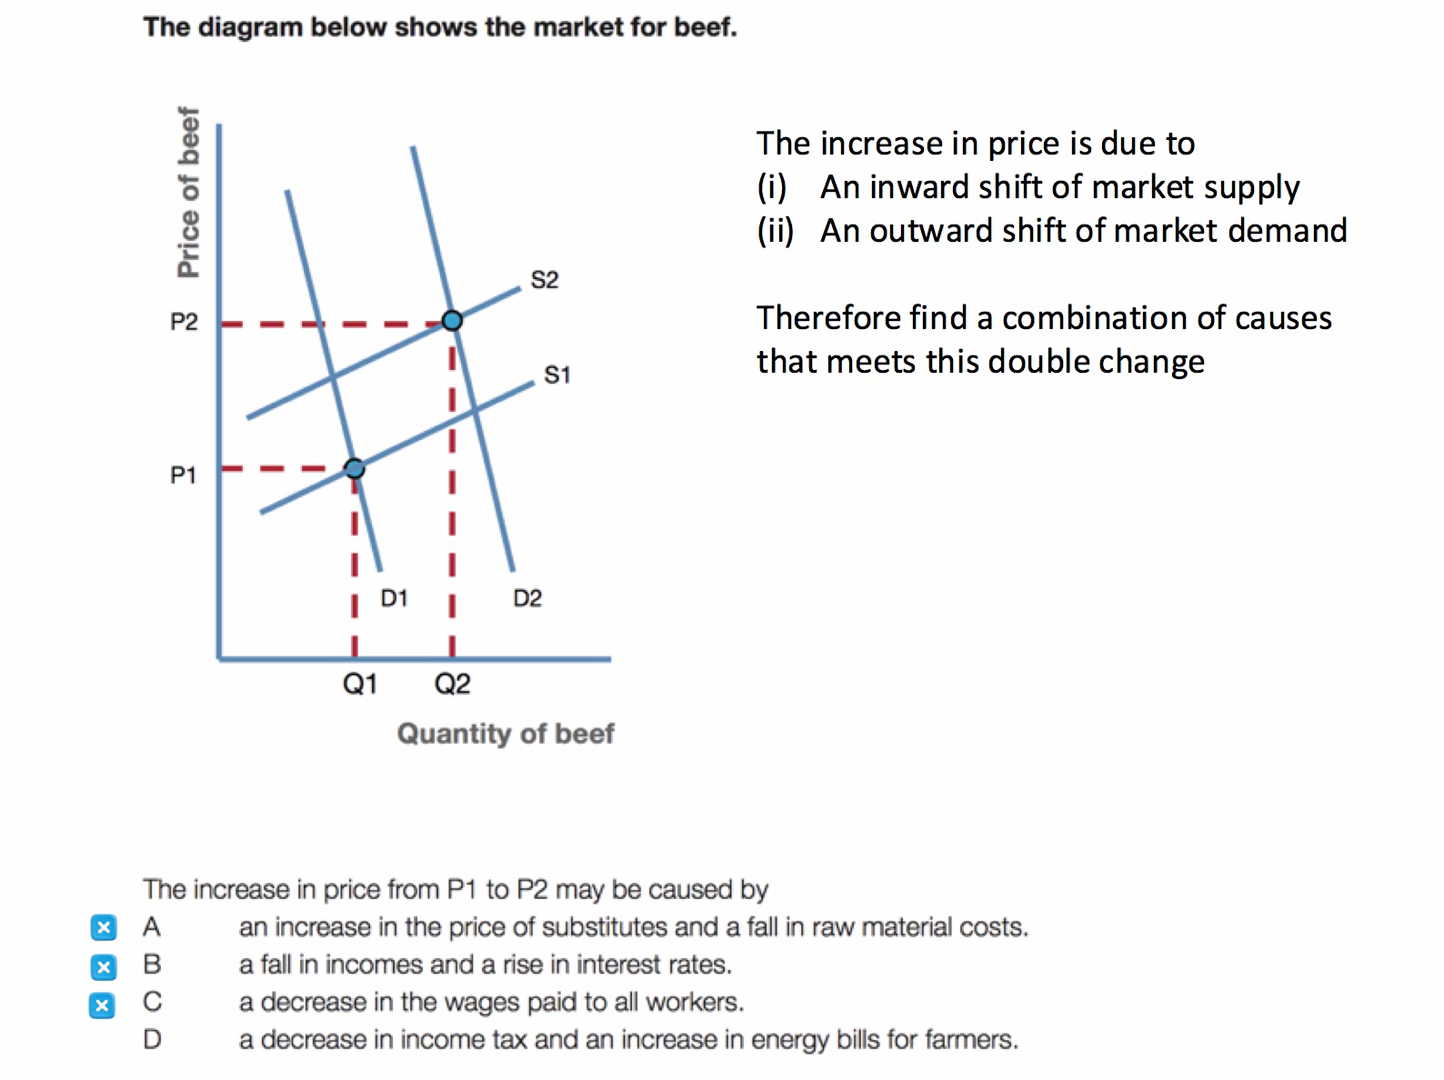 The diagram below shows the market for beef.
Price of beef
The increase in price is due to
(i) An inward shift of market supply
(ii) An outward shift of market demand
Therefore find a combination of causes
that meets this double change
S2
P2
S1
P1
D1
D2
Q1
Q2
Quantity of beef
The increase in price from P1 to P2 may be caused by
A an increase in the price of substitutes and a fall in raw material costs.
B a fall in incomes and a rise in interest rates.
C a decrease in the wages paid to all workers.
D a decrease in income tax and an increase in energy bills for farmers.